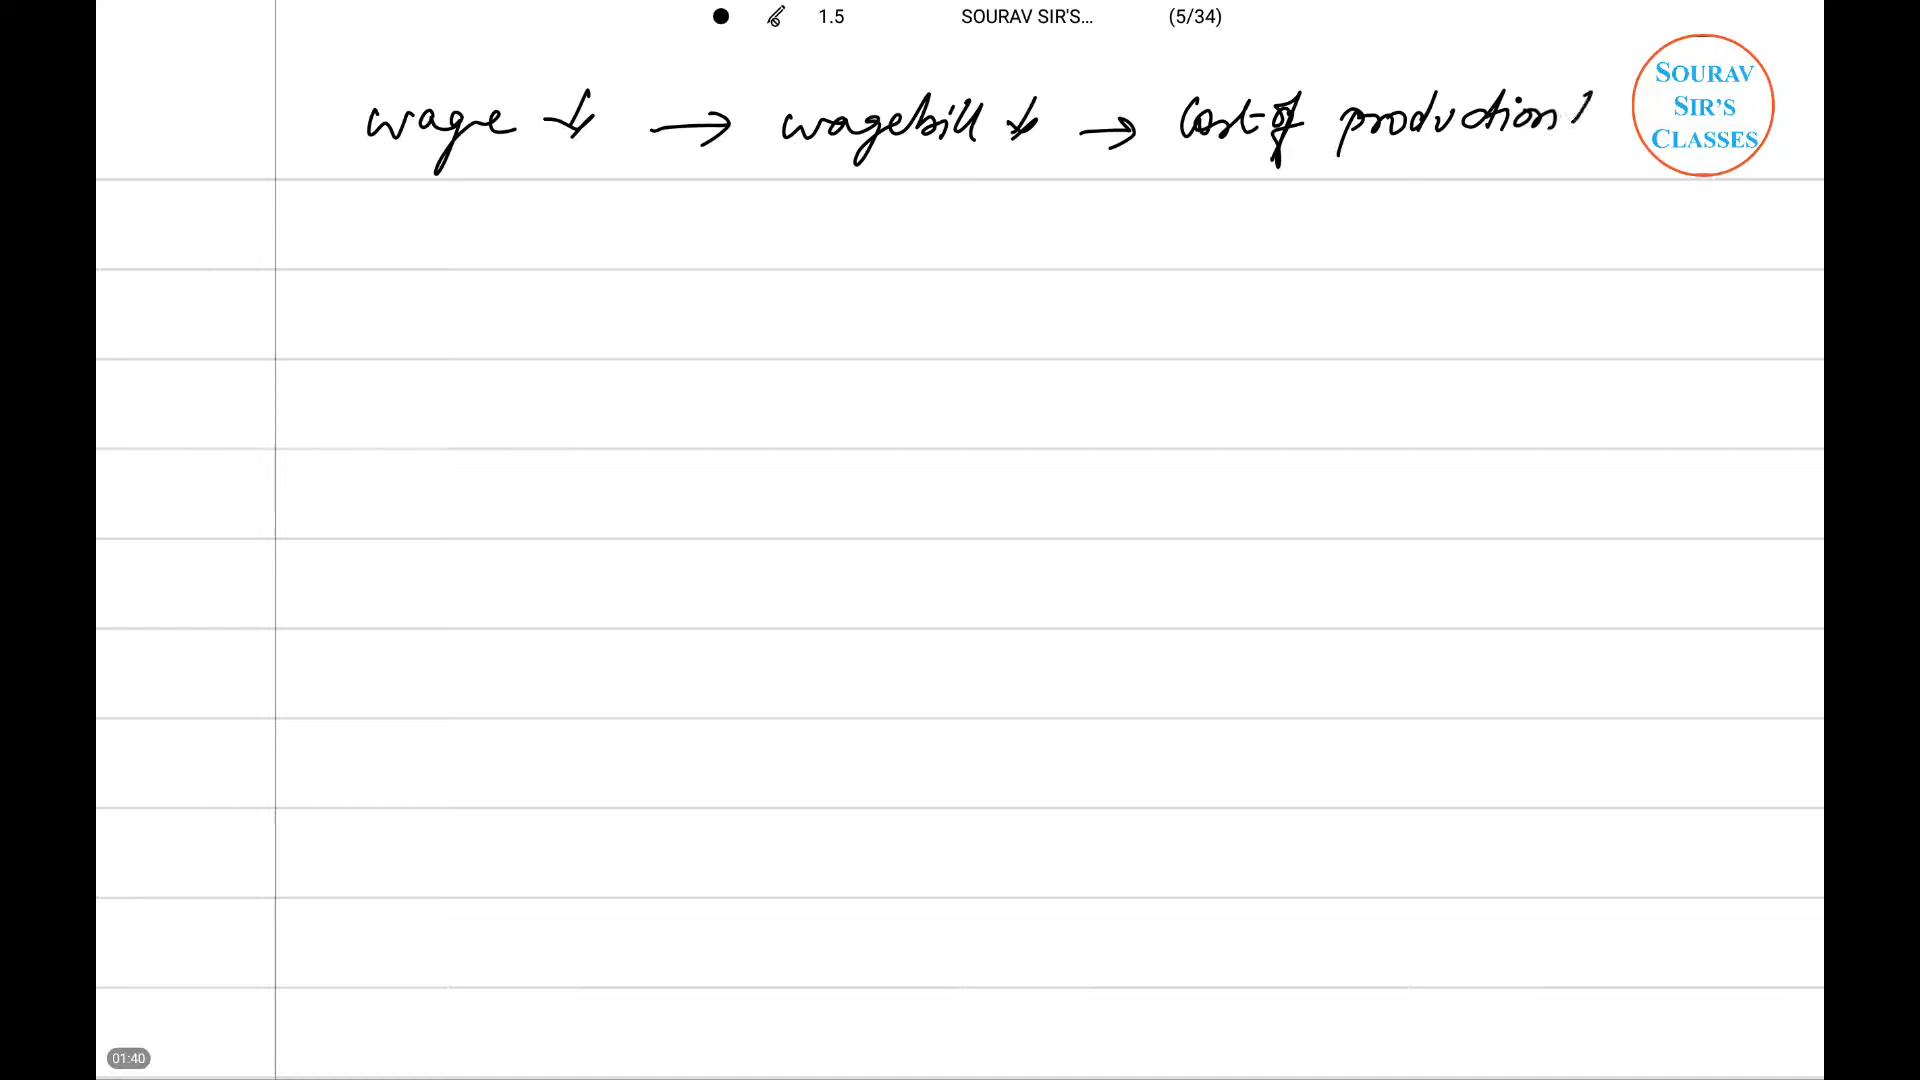 1.5 SOURAV SIR'S... (5/34)
wage ↓ → wagebill ↓ → Cost of production
SOURAV
SIR'S
CLASSES
01:40